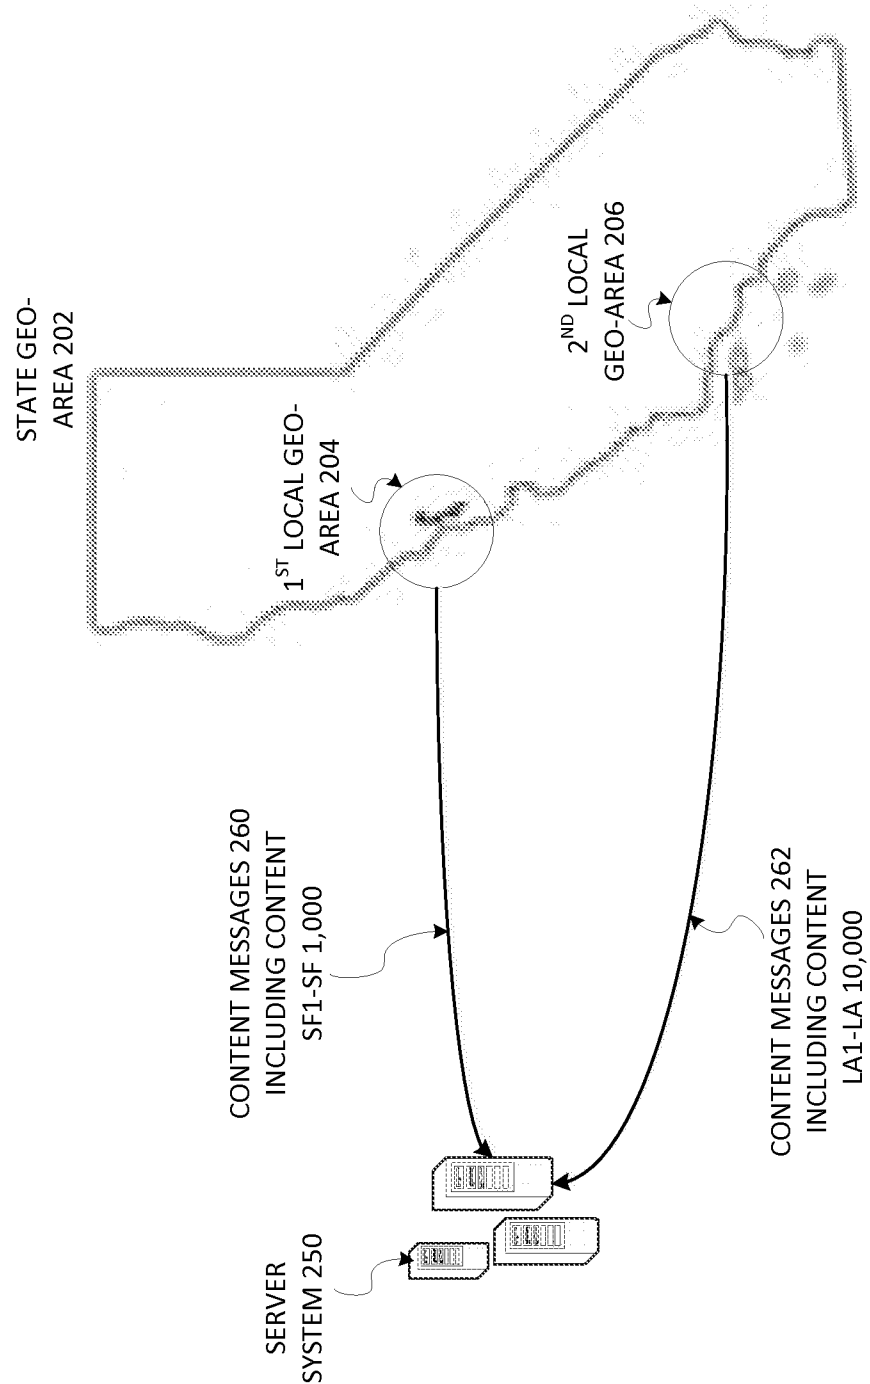 STATE GEO-
AREA 202
1ST LOCAL GEO-
AREA 204
2ND LOCAL
GEO-AREA 206
CONTENT MESSAGES 260
INCLUDING CONTENT
SF1-SF 1,000
CONTENT MESSAGES 262
INCLUDING CONTENT
LA1-LA 10,000
SERVER
SYSTEM 250